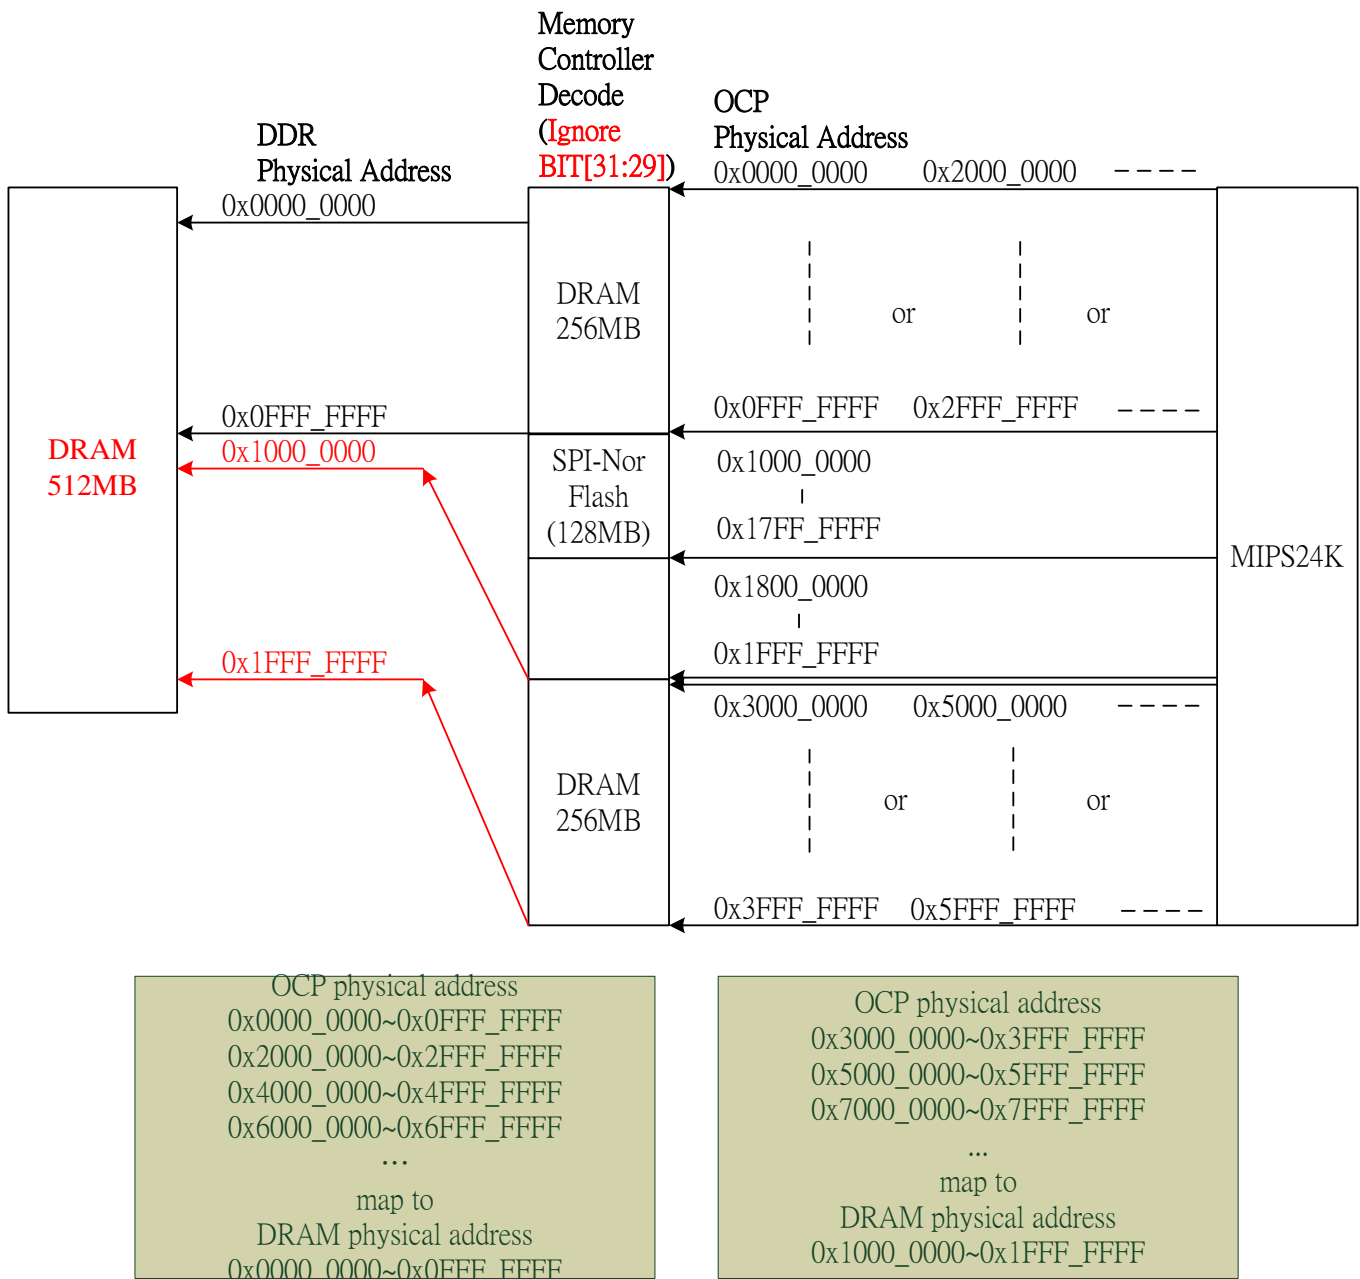 Memory
Controller
Decode
(Ignore
BIT[31:29])
OCP
Physical Address
DDR
Physical Address
0x0000_0000 0x2000_0000
0x0000_0000
DRAM
256MB
or or
0x0FFF_FFFF 0x2FFF_FFFF
0x0FFF_FFFF
0x1000_0000
DRAM
512MB
SPI-Nor
Flash
(128MB)
0x1000_0000
0x17FF_FFFF
MIPS24K
0x1800_0000
0x1FFF_FFFF
0x1FFF_FFFF
0x3000_0000 0x5000_0000
DRAM
256MB
or or
0x3FFF_FFFF 0x5FFF_FFFF
OCP physical address
0x0000_0000~0x0FFF_FFFF
0x2000_0000~0x2FFF_FFFF
0x4000_0000~0x4FFF_FFFF
0x6000_0000~0x6FFF_FFFF
...
map to
DRAM physical address
0x0000_0000~0x0FFF_FFFF
OCP physical address
0x3000_0000~0x3FFF_FFFF
0x5000_0000~0x5FFF_FFFF
0x7000_0000~0x7FFF_FFFF
...
map to
DRAM physical address
0x1000_0000~0x1FFF_FFFF